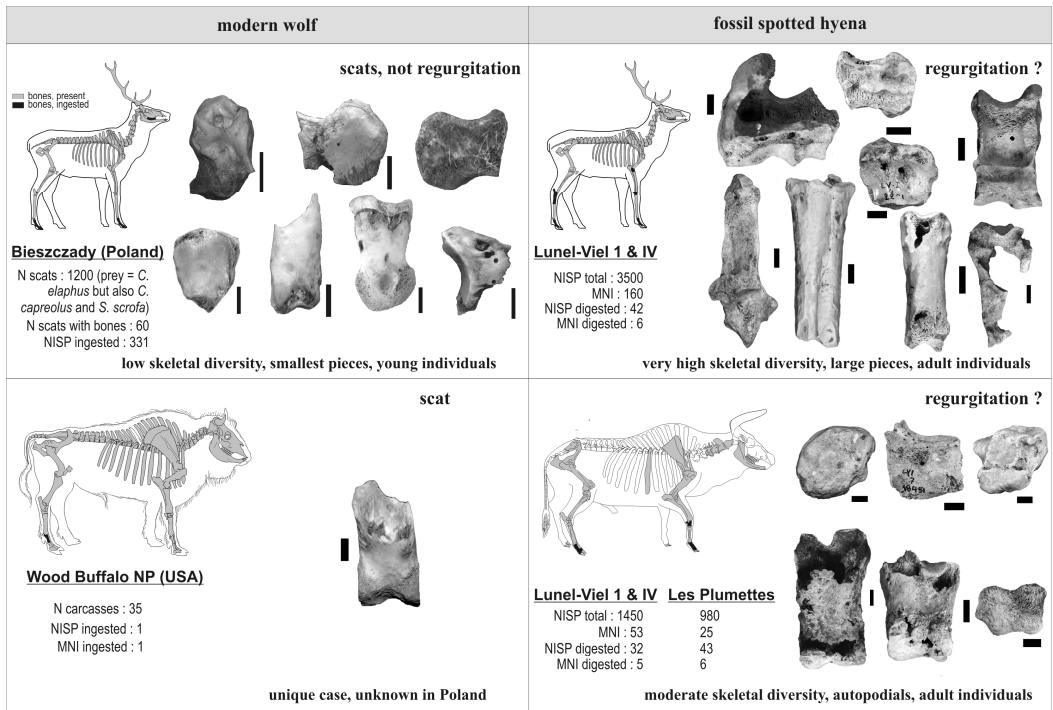 modern wolf
fossil spotted hyena
scats, not regurgitation
bones, present
bones, ingested
Bieszczady (Poland)
N scats : 1200 (prey = C.
elaphus but also C.
capreolus and S. scrofa)
N scats with bones : 60
NISP ingested : 331
low skeletal diversity, smallest pieces, young individuals
regurgitation ?
Lunel-Viel 1 & IV
NISP total : 3500
MNI : 160
NISP digested : 42
MNI digested : 6
very high skeletal diversity, large pieces, adult individuals
scat
Wood Buffalo NP (USA)
N carcasses : 35
NISP ingested : 1
MNI ingested : 1
unique case, unknown in Poland
regurgitation ?
Lunel-Viel 1 & IV Les Plumettes
NISP total : 1450 980
MNI : 53 25
NISP digested : 32 43
MNI digested : 5 6
moderate skeletal diversity, autopodials, adult individuals